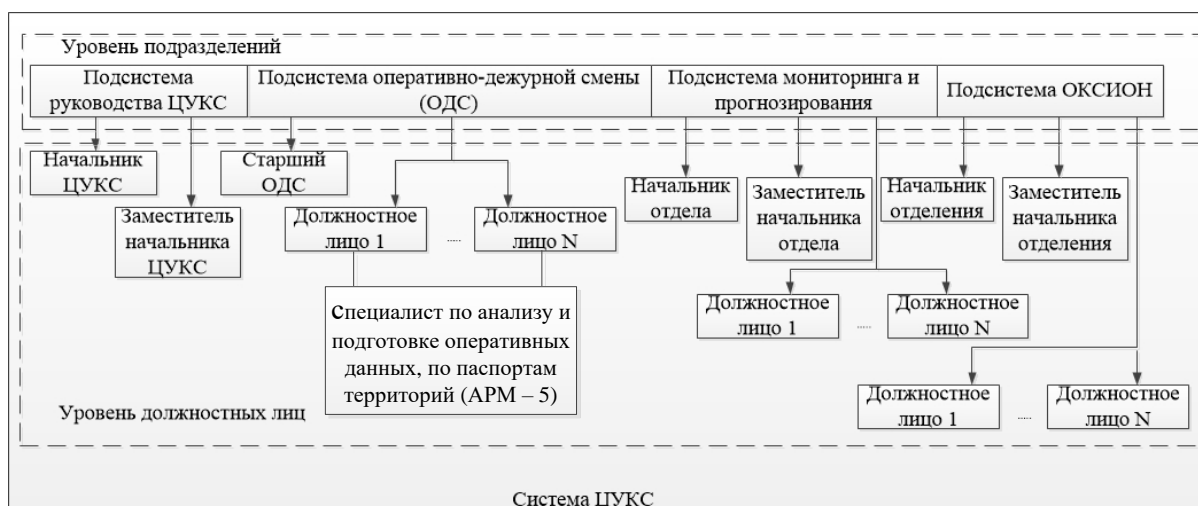 Уровень подразделений
Подсистема
руководства ЦУКС
Подсистема оперативно-дежурной смены
(ОДС)
Подсистема мониторинга и
прогнозирования
Подсистема ОКСИОН
Начальник
ЦУКС
Заместитель
начальника
ЦУКС
Старший
ОДС
Должностное
лицо 1
.....
Должностное
лицо N
специалист по анализу и
подготовке оперативных
данных, по паспортам
территорий (АРМ – 5)
Начальник
отдела
Заместитель
начальника
отдела
Начальник
отделения
Заместитель
начальника
отделения
Должностное
лицо 1
.....
Должностное
лицо N
Должностное
лицо 1
.....
Должностное
лицо N
Уровень должностных лиц
Система ЦУКС